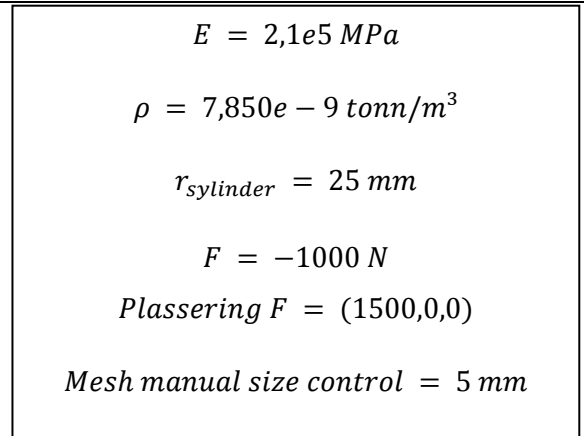 E = 2,1e5 MPa
ρ = 7,850e − 9 tonn/m³
r_sylinder = 25 mm
F = −1000 N
Plassering F = (1500,0,0)
Mesh manual size control = 5 mm